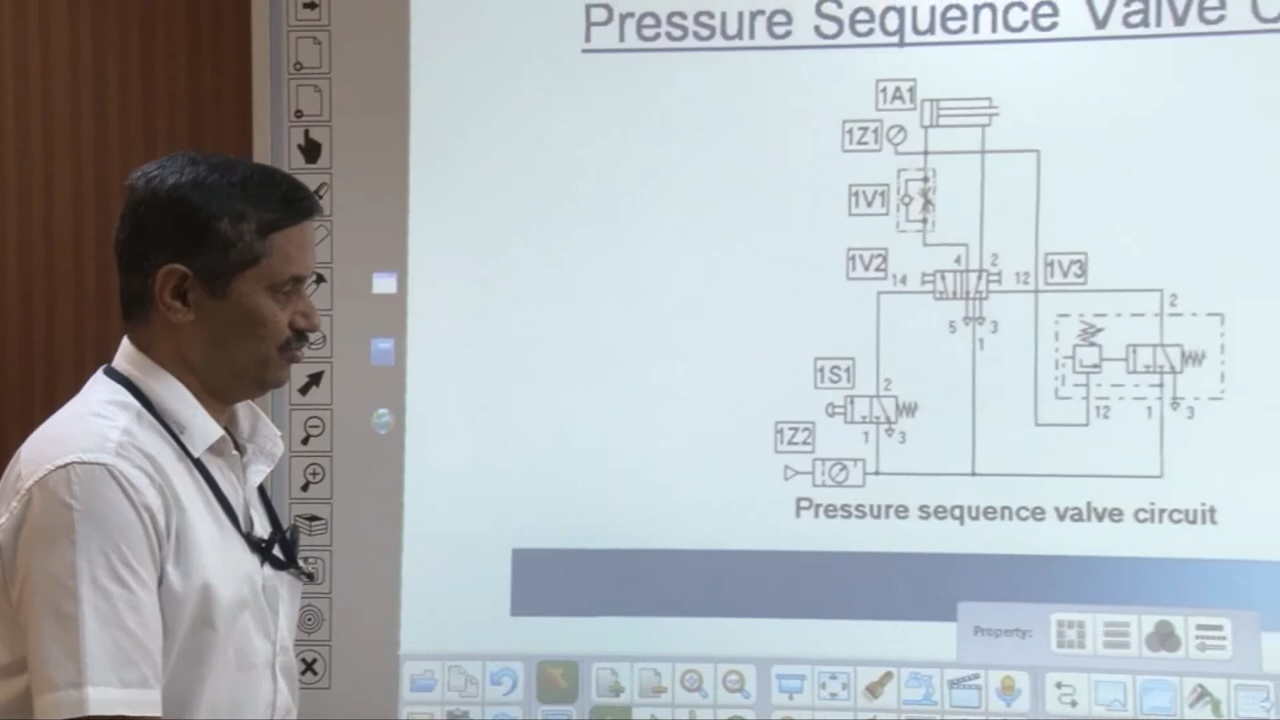 Pressure Sequence Valve C
1A1
1Z1
1V1
1V2
14
4
2
12
1V3
5
3
1
2
1S1
2
1
3
12
1
3
1Z2
Pressure sequence valve circuit
Property: